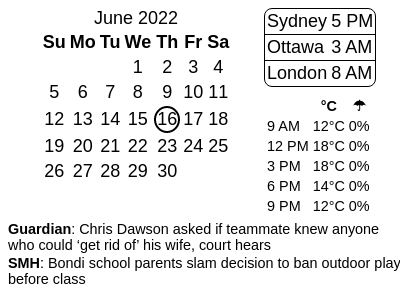 June 2022
Su Mo Tu We Th Fr Sa
1 2 3 4
5 6 7 8 9 10 11
12 13 14 15 16 17 18
19 20 21 22 23 24 25
26 27 28 29 30
Sydney 5 PM
Ottawa 3 AM
London 8 AM
°C ☂
9 AM 12°C 0%
12 PM 18°C 0%
3 PM 18°C 0%
6 PM 14°C 0%
9 PM 12°C 0%
Guardian: Chris Dawson asked if teammate knew anyone
who could ‘get rid of’ his wife, court hears
SMH: Bondi school parents slam decision to ban outdoor play
before class